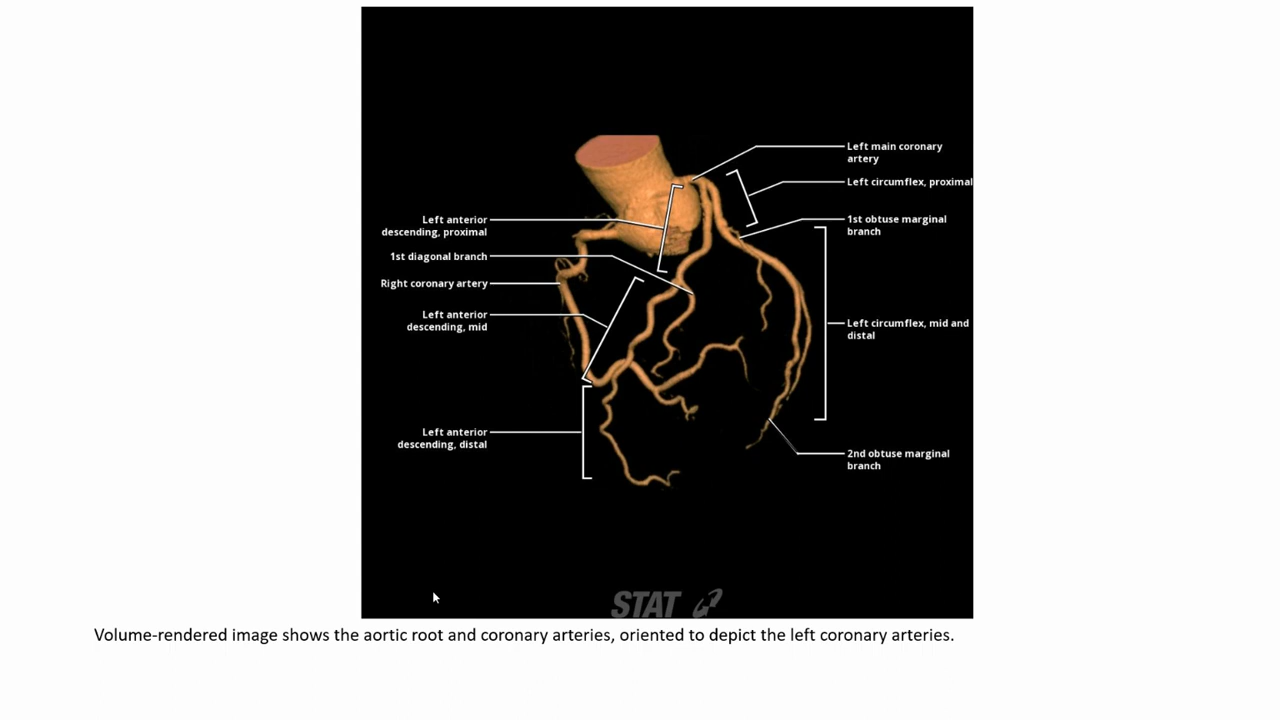 Left main coronary
artery
Left circumflex, proximal
Left anterior
descending, proximal
1st obtuse marginal
branch
1st diagonal branch
Right coronary artery
Left anterior
descending, mid
Left circumflex, mid and
distal
Left anterior
descending, distal
2nd obtuse marginal
branch
STAT
Volume-rendered image shows the aortic root and coronary arteries, oriented to depict the left coronary arteries.